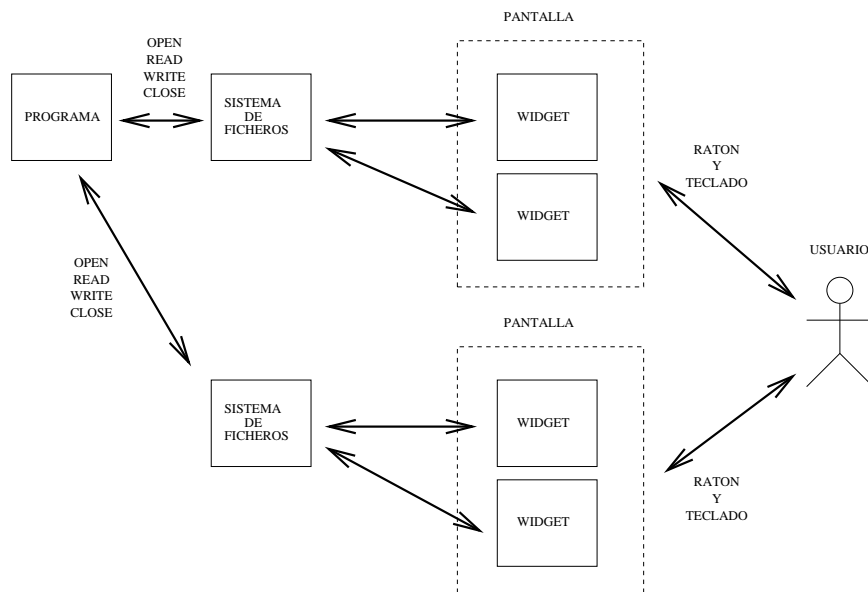 PANTALLA
OPEN
READ
WRITE
CLOSE
PROGRAMA
SISTEMA
DE
FICHEROS
WIDGET
WIDGET
RATON
Y
TECLADO
USUARIO
OPEN
READ
WRITE
CLOSE
PANTALLA
SISTEMA
DE
FICHEROS
WIDGET
WIDGET
RATON
Y
TECLADO